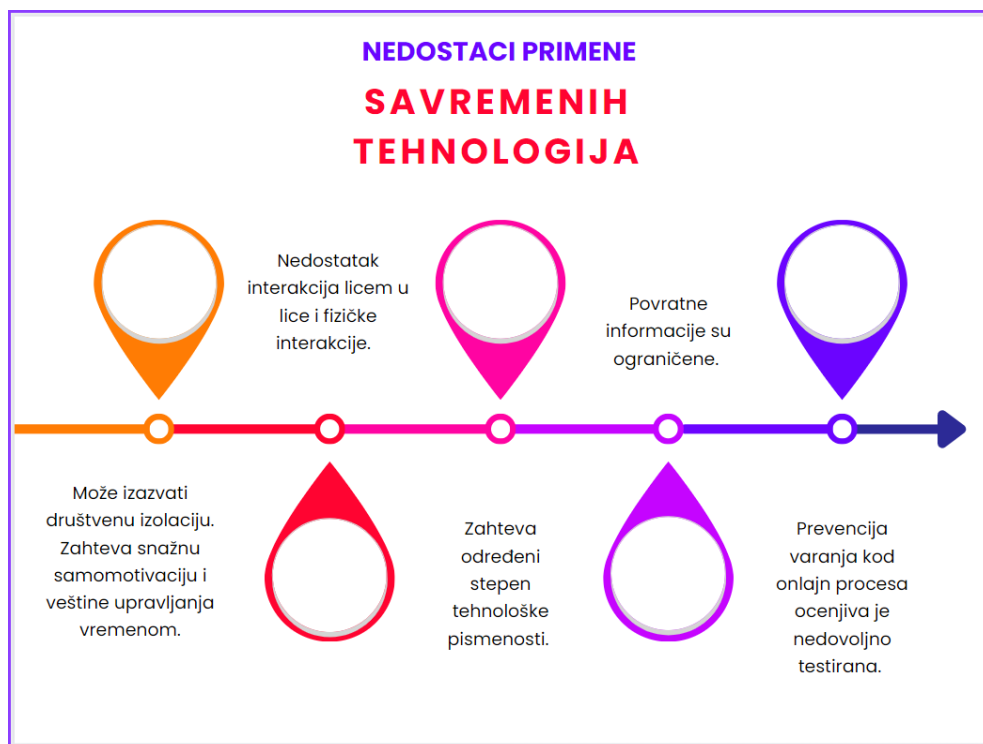 NEDOSTACI PRIMENE
SAVREMENIH
TEHNOLOGIJA
Može izazvati
društvenu izolaciju.
Zahteva snažnu
samomotivaciju i
veštine upravljanja
vremenom.
Nedostatak
interakcija licem u
lice i fizičke
interakcije.
Zahteva
određeni
stepen
tehnološke
pismenosti.
Povratne
informacije su
ograničene.
Prevencija
varanja kod
onlajn procesa
ocenjiva je
nedovoljno
testirana.